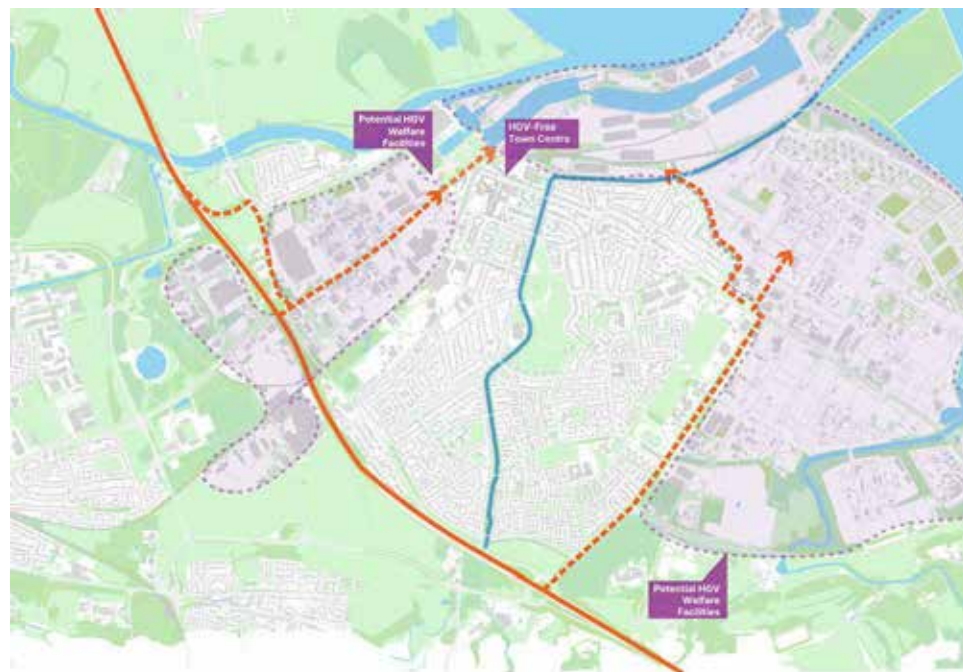 Potential HGV
Welfare
Facilities
HGV-Free
Town Centre
Potential HGV
Welfare
Facilities